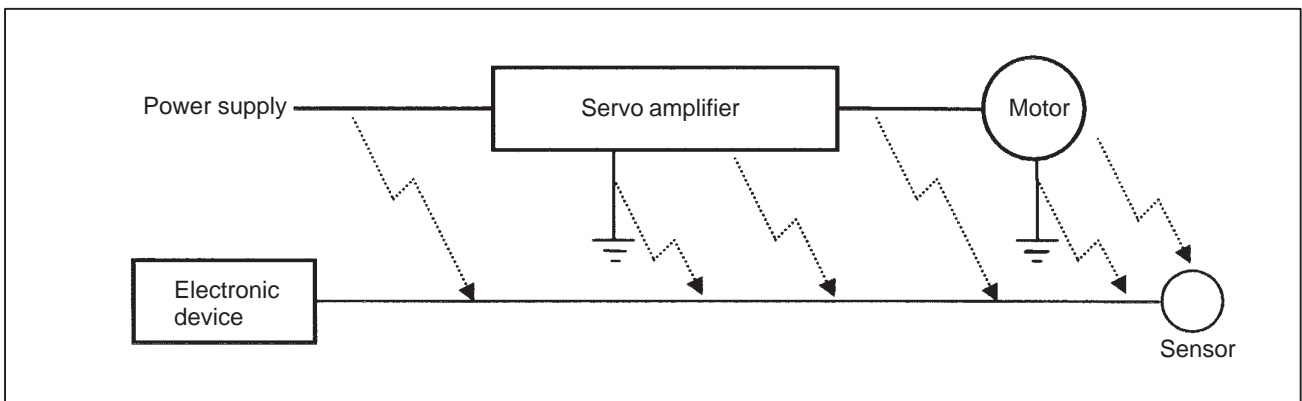 Power supply
Servo amplifier
Motor
Electronic
device
Sensor